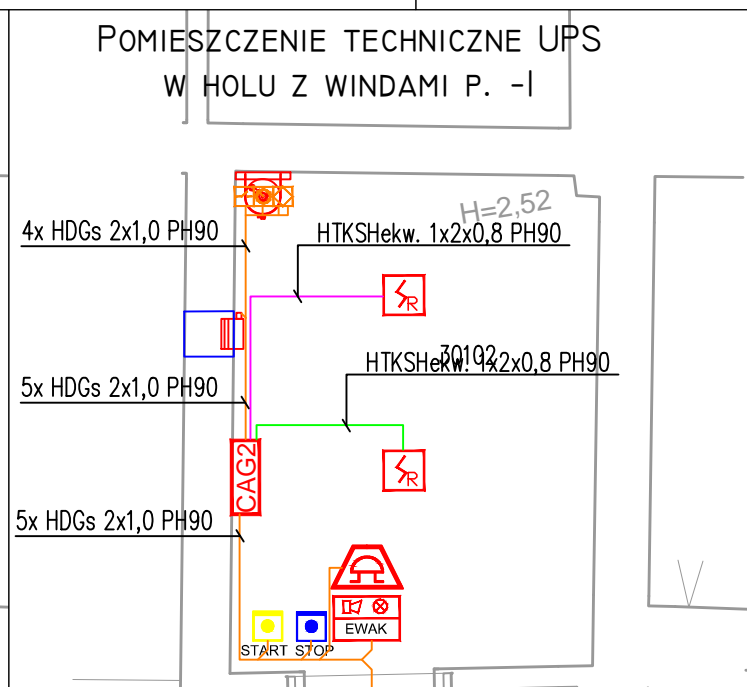 POMIESZCZENIE TECHNICZNE UPS
W HOLU Z WINDAMI P. -I
H=2,52
4x HDGs 2x1,0 PH90
HTKSHekw. 1x2x0,8 PH90
R
30102
HTKSHekw. 1x2x0,8 PH90
5x HDGs 2x1,0 PH90
CAG2
R
5x HDGs 2x1,0 PH90
EWAK
START STOP